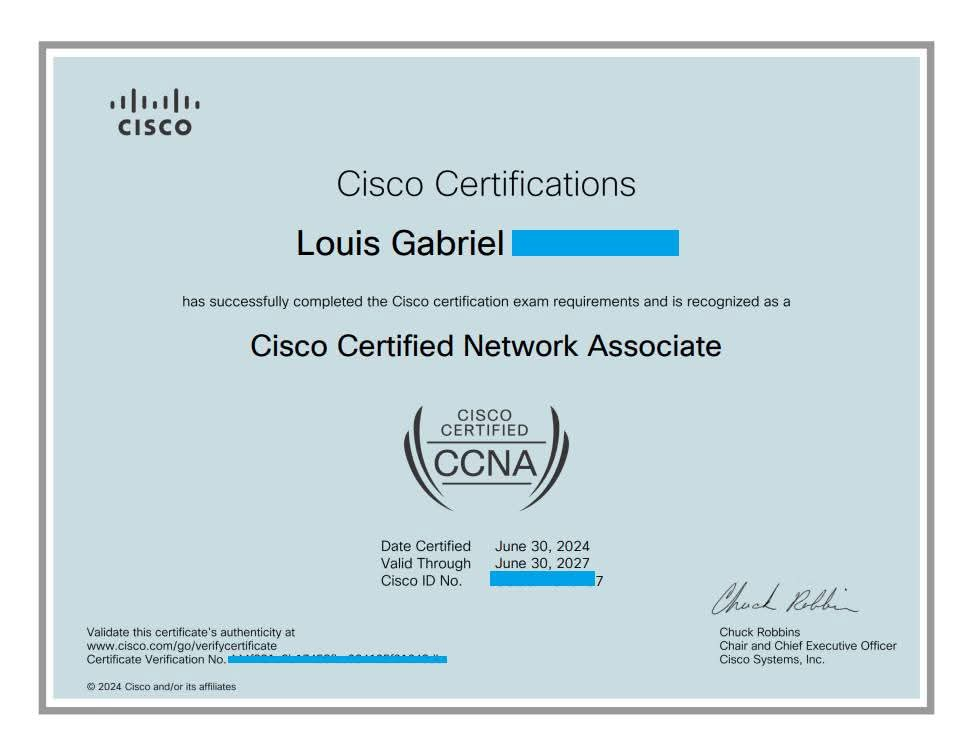 CISCO
Cisco Certifications
Louis Gabriel
has successfully completed the Cisco certification exam requirements and is recognized as a
Cisco Certified Network Associate
CISCO
CERTIFIED
CCNA
Date Certified June 30, 2024
Valid Through June 30, 2027
Cisco ID No. 7
Chuck Robbins
Validate this certificate's authenticity at
www.cisco.com/go/verifycertificate
Certificate Verification No.
Chuck Robbins
Chair and Chief Executive Officer
Cisco Systems, Inc.
© 2024 Cisco and/or its affiliates